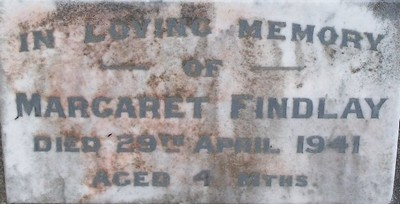 IN LOVING MEMORY
OF
MARGARET FINDLAY
DIED 29TH APRIL 1941
AGED 4 MTHS.